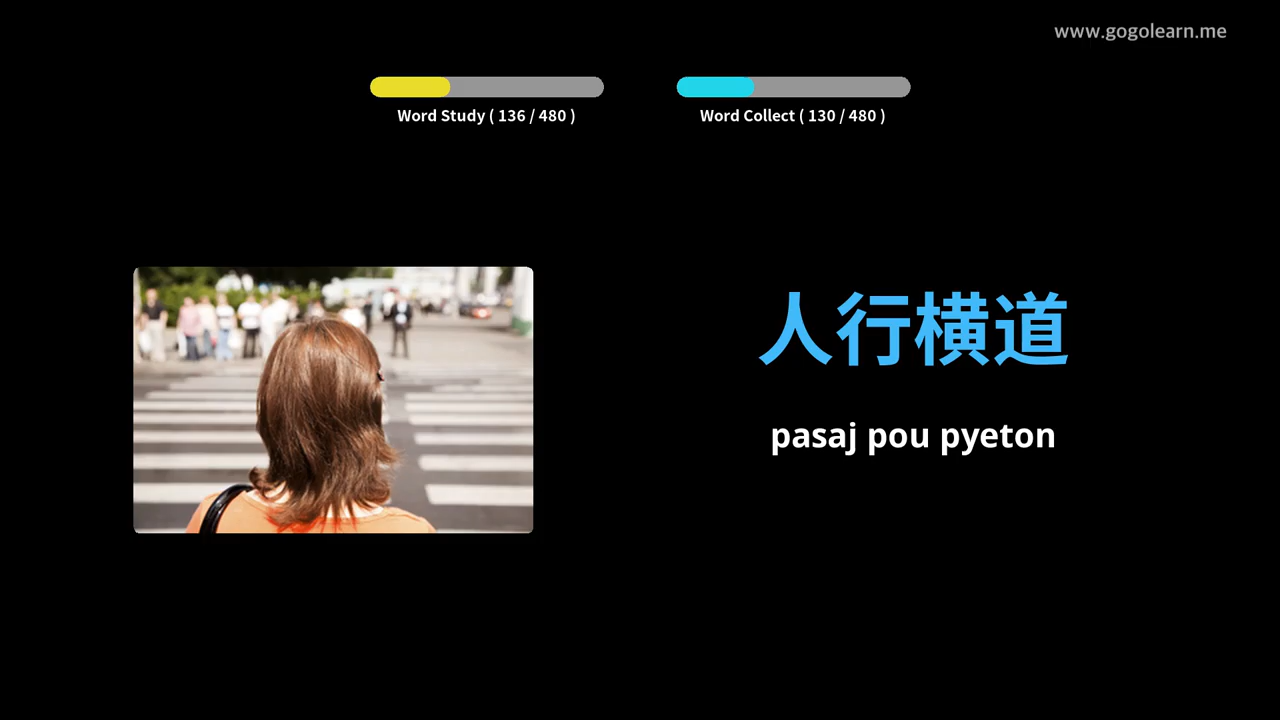 www.gogolearn.me
Word Study ( 136 / 480 )
Word Collect ( 130 / 480 )
人行横道
pasaj pou pyeton